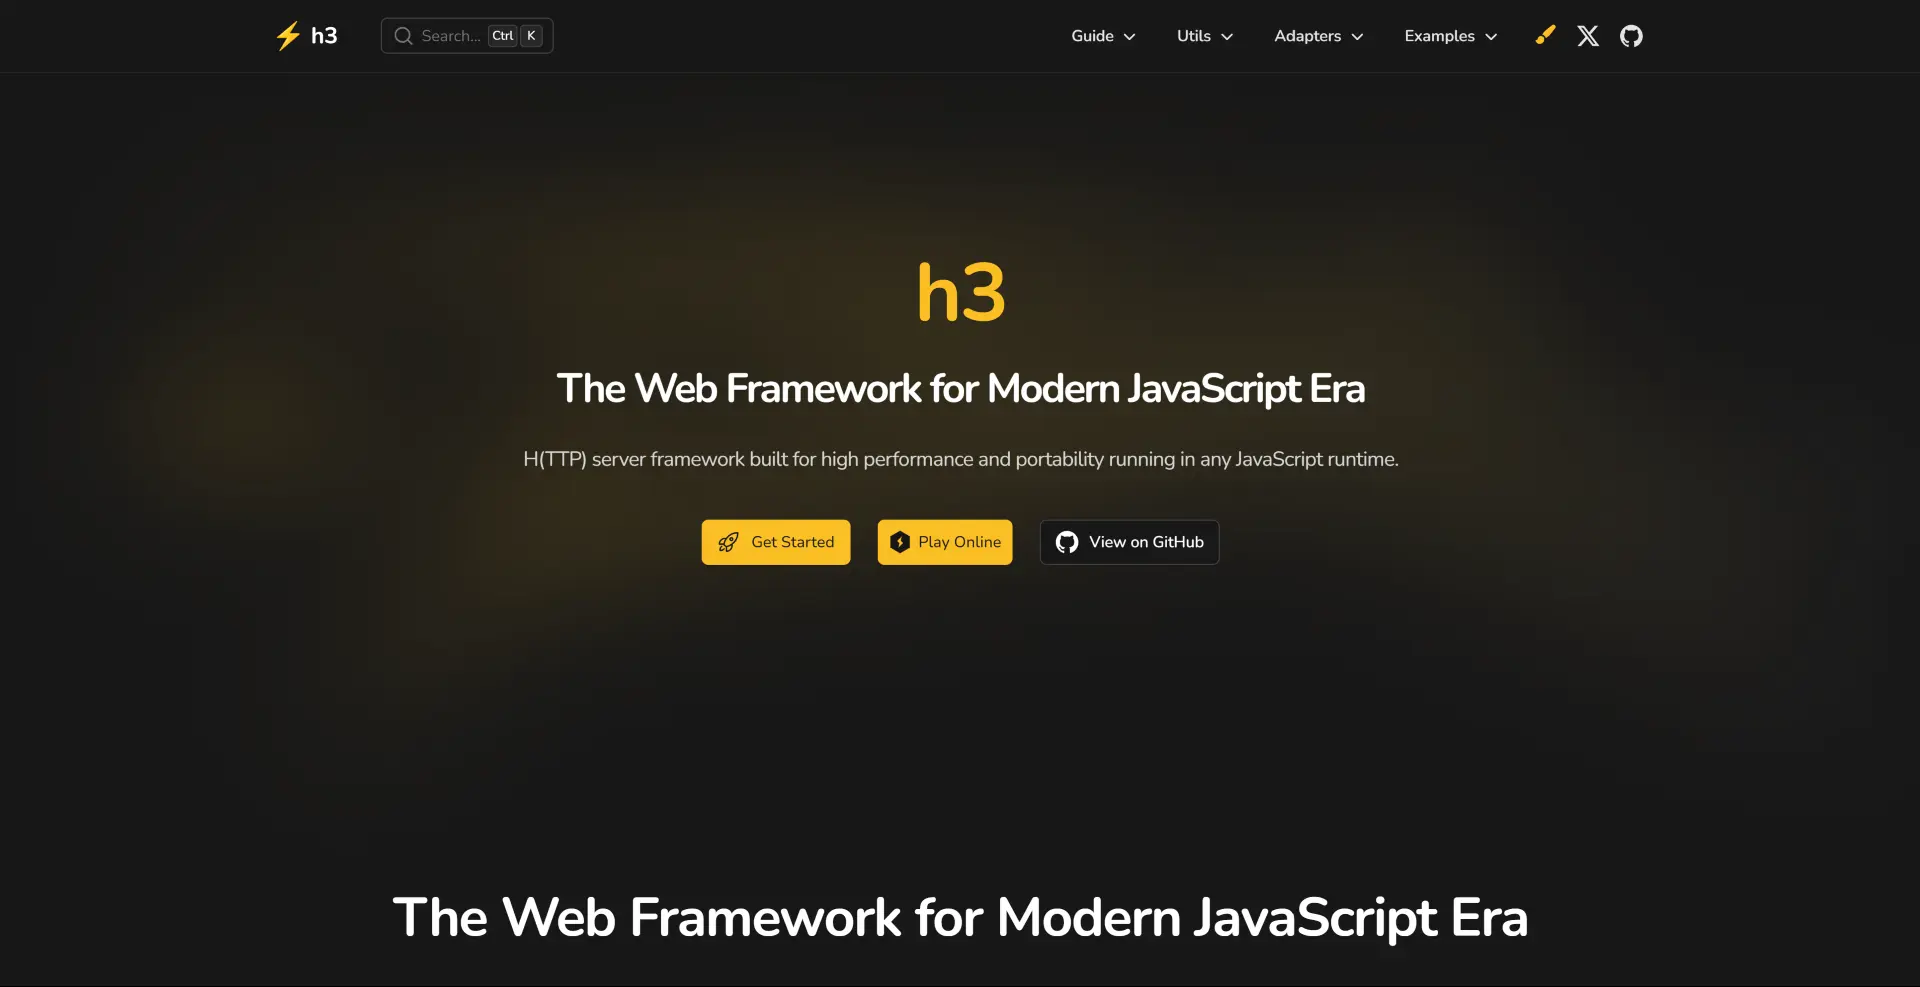 h3
Search... Ctrl K
Guide
Utils
Adapters
Examples
h3
The Web Framework for Modern JavaScript Era
H(TTP) server framework built for high performance and portability running in any JavaScript runtime.
Get Started
Play Online
View on GitHub
The Web Framework for Modern JavaScript Era